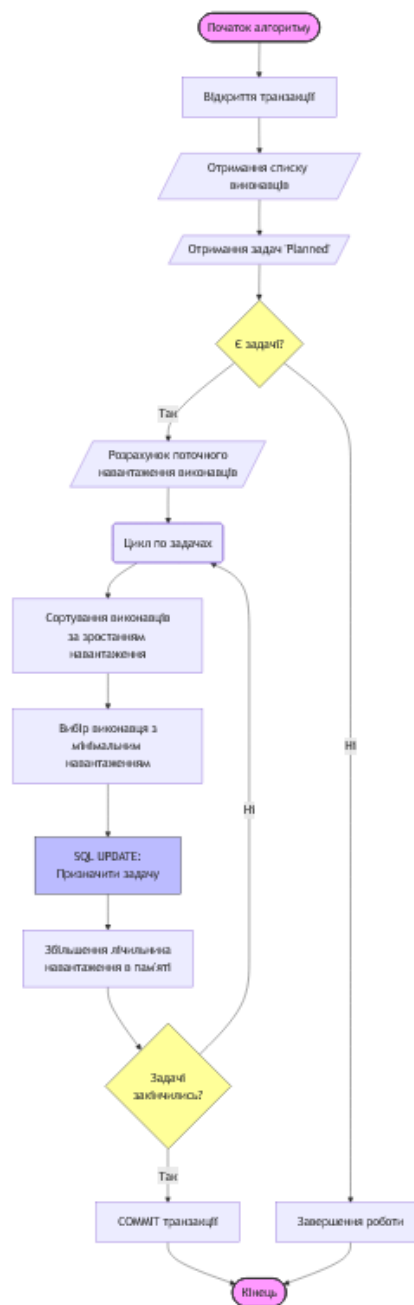 Початок алгоритму
Відкриття транзакції
Отримання списку
виконавців
Отримання задач 'Planned'
Є задачі?
Так
Розрахунок поточного
навантаження виконавців
Цикл по задачах
Сортування виконавців
за зростанням
навантаження
Вибір виконавця з
мінімальним
навантаженням
Ні
Ні
SQL UPDATE:
Призначити задачу
Збільшення лічильника
навантаження в пам'яті
Задачі
закінчились?
Так
COMMIT транзакції
Завершення роботи
Кінець